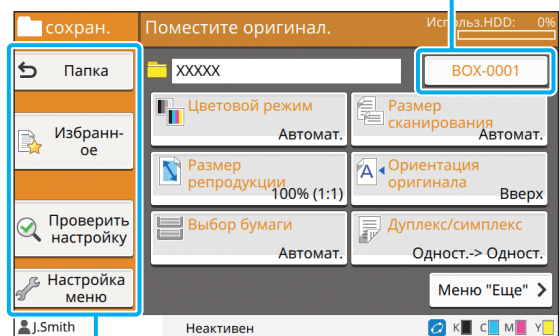 сохран.
Поместите оригинал.
Использ.HDD: 0%
Папка
XXXXX
BOX-0001
Избранн-
ое
Цветовой режим
Автомат.
Размер
сканирования
Автомат.
Размер
репродукции
100% (1:1)
Ориентация
оригинала
Вверх
Проверить
настройку
Выбор бумаги
Автомат.
Дуплекс/симплекс
Одност.-> Одност.
Настройка
меню
Меню "Еще"
J.Smith
Неактивен
K C M Y